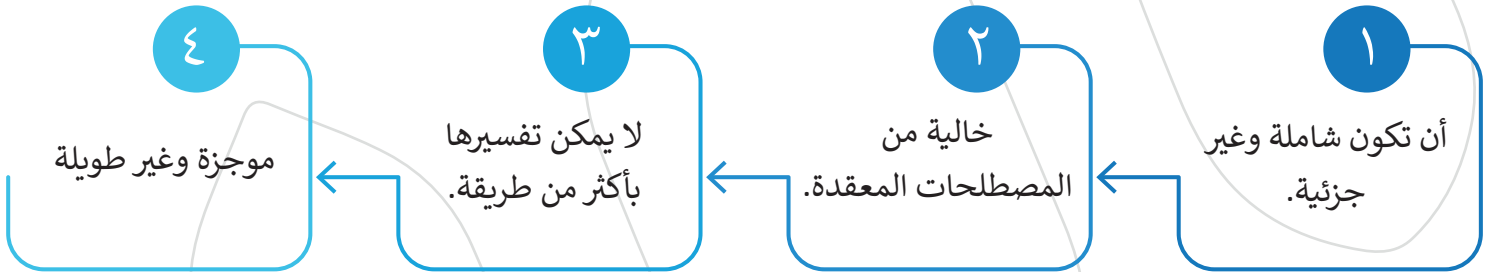 ١
أن تكون شاملة وغير
جزئية.
٢
خالية من
المصطلحات المعقدة.
٣
لا يمكن تفسيرها
بأكثر من طريقة.
٤
موجزة وغير طويلة